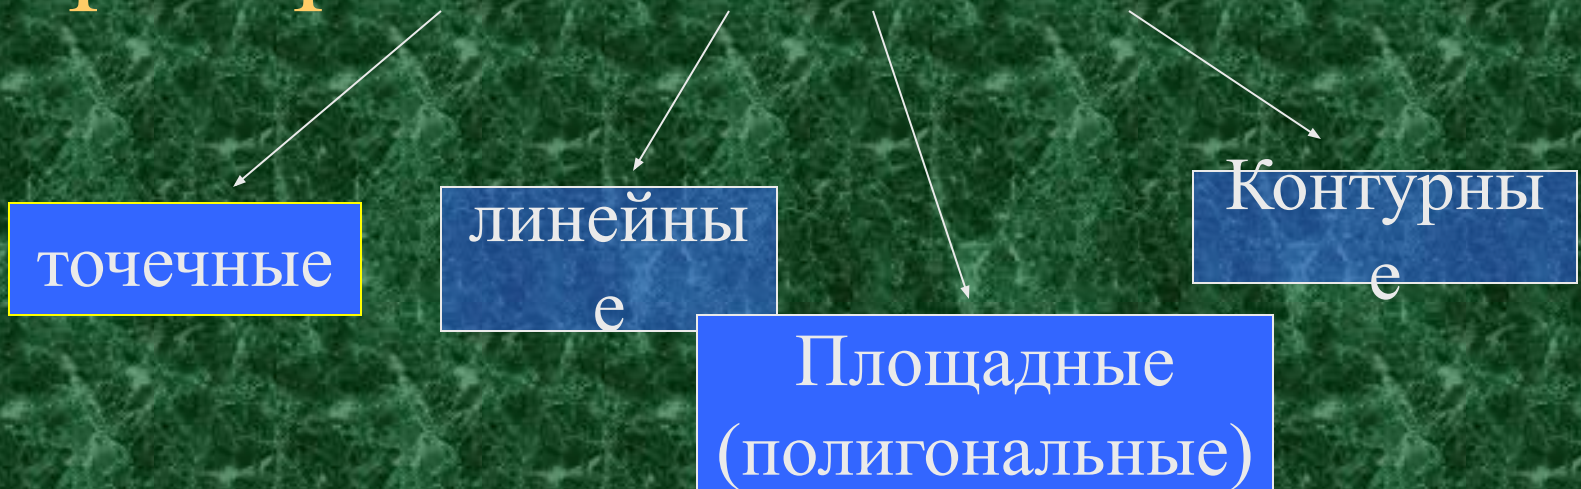 точечные
линейны
е
Площадные
(полигональные)
Контурны
е